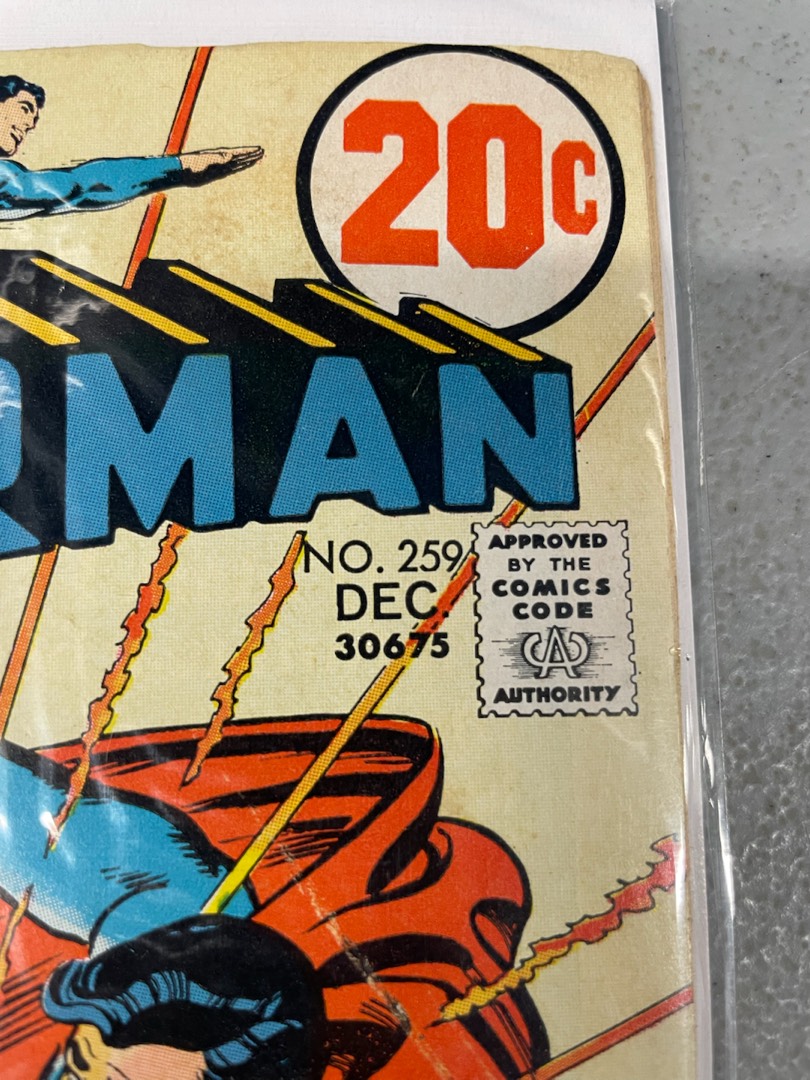 20C
RMAN
NO. 259
DEC.
30675
APPROVED
BY THE
COMICS
CODE
CA
AUTHORITY